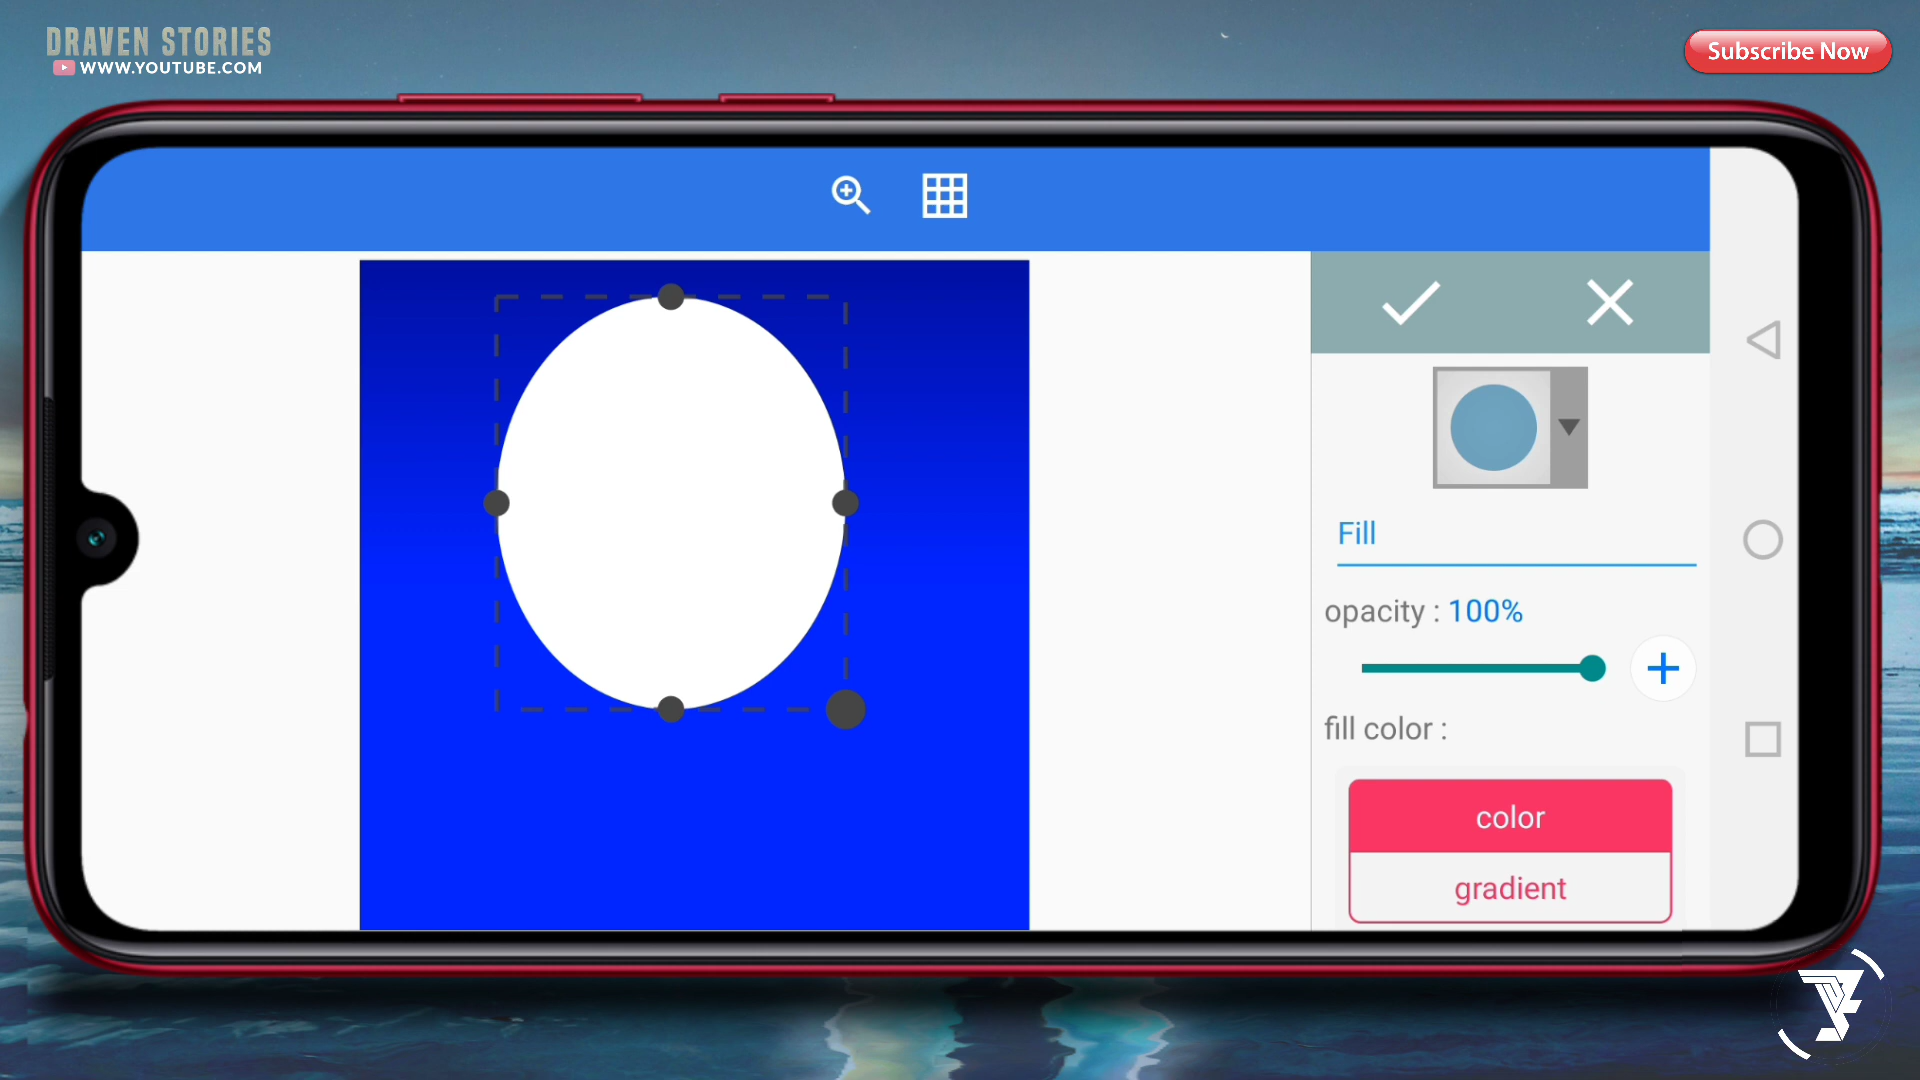 DRAVEN STORIES
WWW.YOUTUBE.COM
Subscribe Now
Fill
opacity : 100%
fill color :
color
gradient